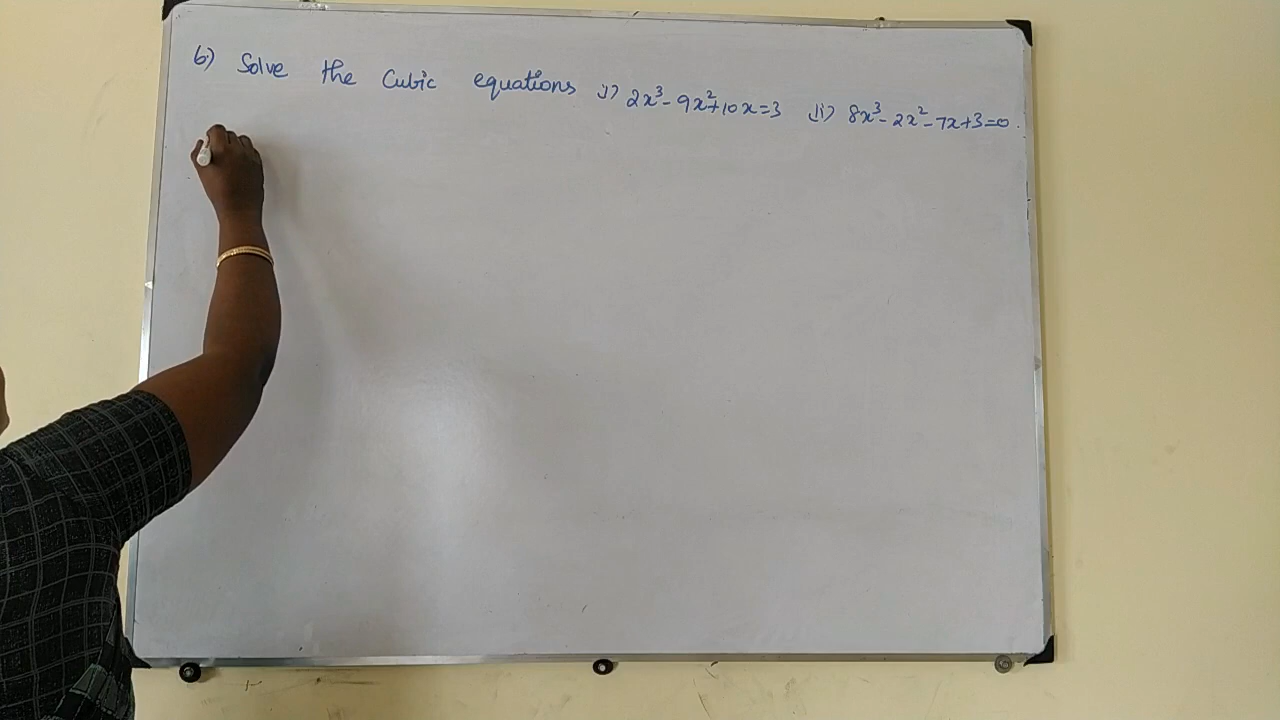 6) Solve the Cubic equations i) 2x³-9x²+10x=3 ii) 8x³-2x²-7x+3=0.